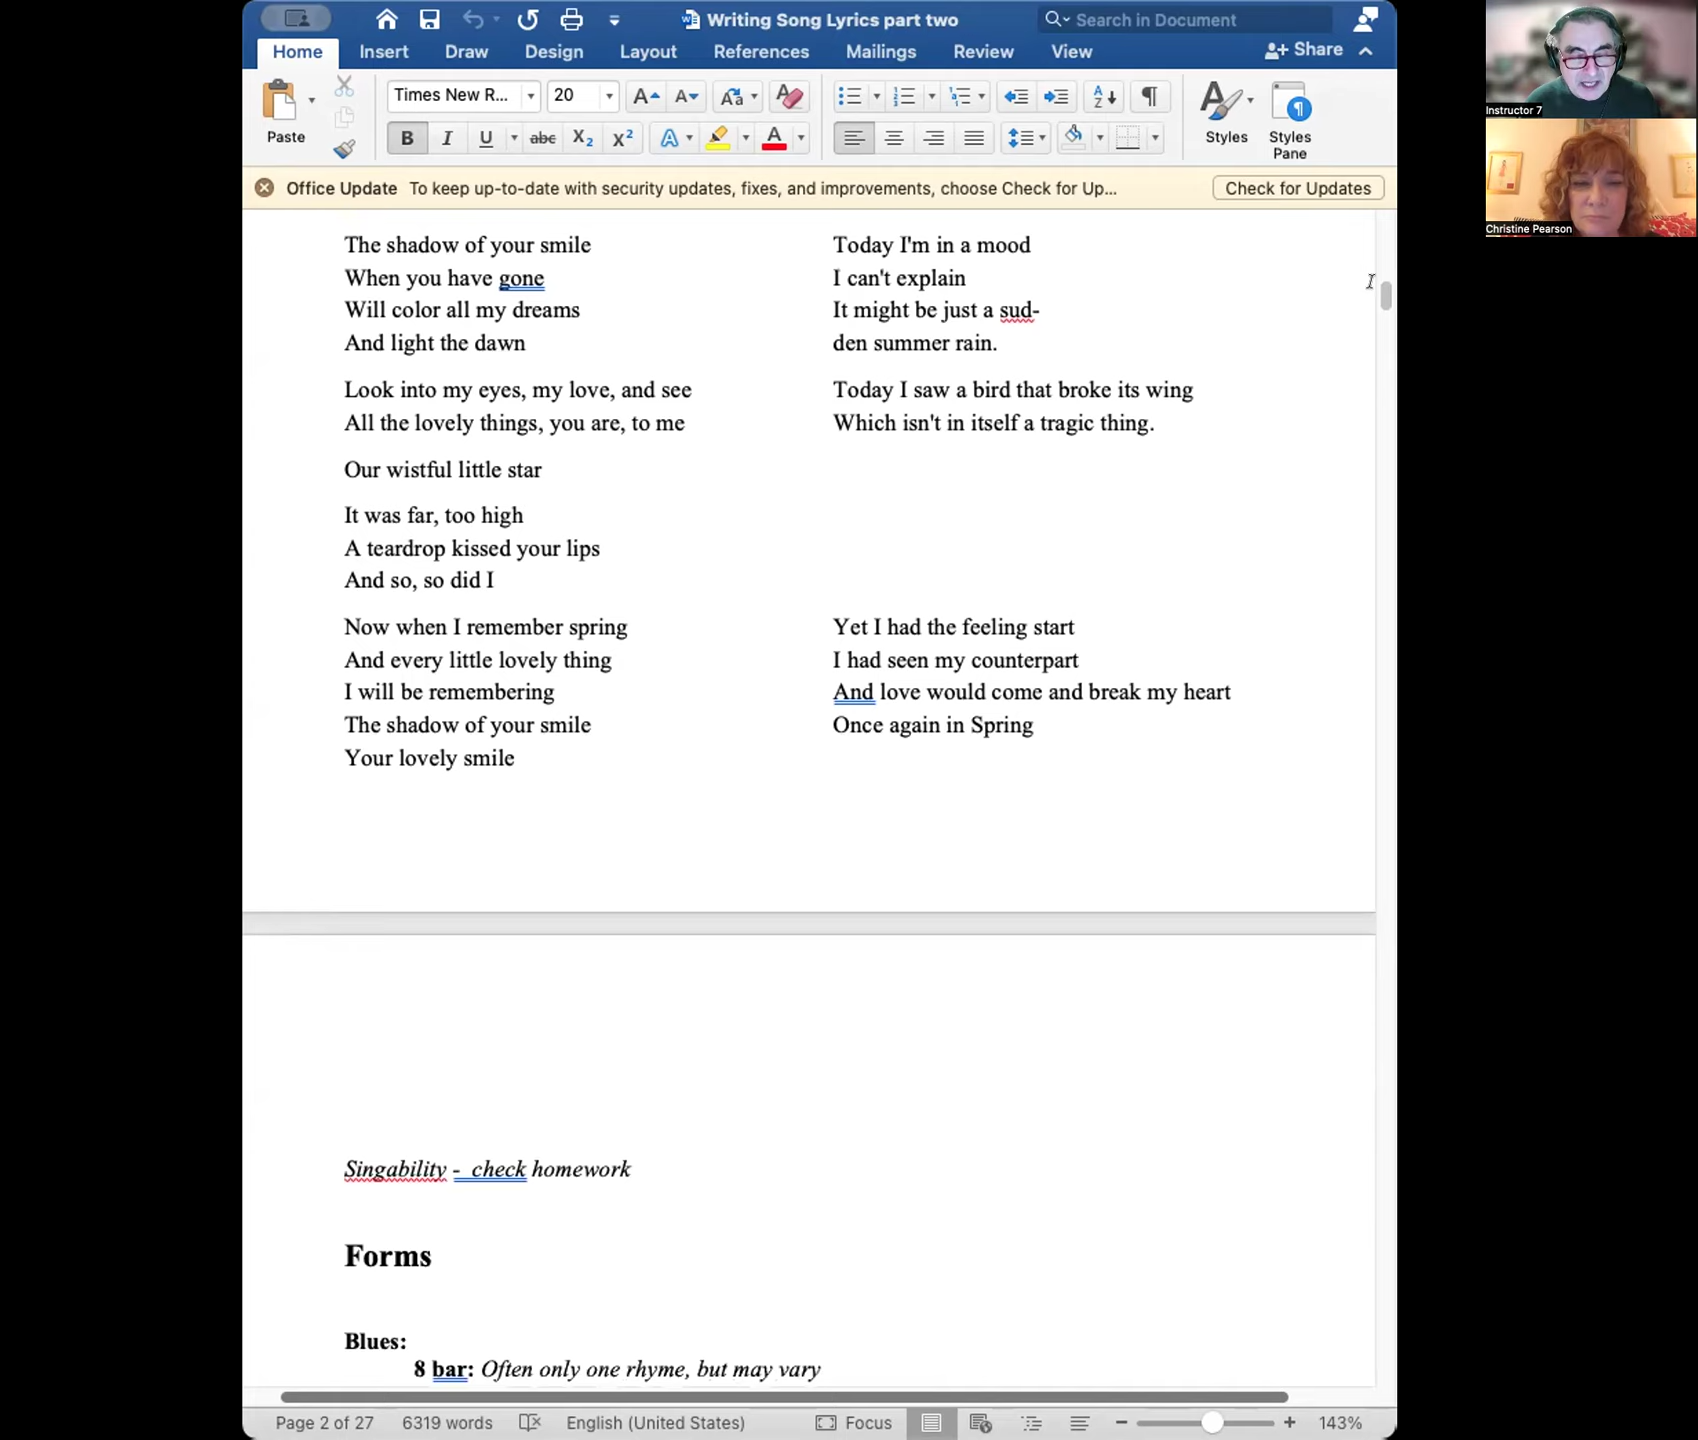 Writing Song Lyrics part two
Search in Document
Home Insert Draw Design Layout References Mailings Review View Share
Times New R... 20
Paste
Styles
Styles Pane
Office Update To keep up-to-date with security updates, fixes, and improvements, choose Check for Up... Check for Updates
The shadow of your smile
When you have gone
Will color all my dreams
And light the dawn
Look into my eyes, my love, and see
All the lovely things, you are, to me
Our wistful little star
It was far, too high
A teardrop kissed your lips
And so, so did I
Now when I remember spring
And every little lovely thing
I will be remembering
The shadow of your smile
Your lovely smile
Today I'm in a mood
I can't explain
It might be just a sud-
den summer rain.
Today I saw a bird that broke its wing
Which isn't in itself a tragic thing.
Yet I had the feeling start
I had seen my counterpart
And love would come and break my heart
Once again in Spring
Singability - check homework
Forms
Blues:
8 bar: Often only one rhyme, but may vary
Page 2 of 27 6319 words English (United States) Focus 143%
Instructor 7
Christine Pearson